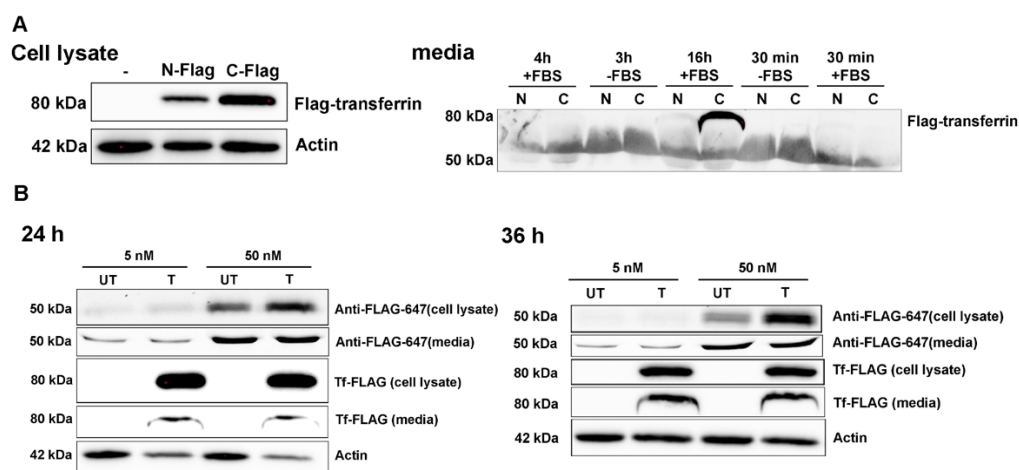 A
Cell lysate
- N-Flag C-Flag
80 kDa Flag-transferrin
42 kDa Actin
media
4h 3h 16h 30 min 30 min
+FBS -FBS +FBS -FBS +FBS
N C N C N C N C N C
80 kDa Flag-transferrin
50 kDa
B
24 h
5 nM 50 nM
UT T UT T
50 kDa Anti-FLAG-647(cell lysate)
50 kDa Anti-FLAG-647(media)
80 kDa Tf-FLAG (cell lysate)
80 kDa Tf-FLAG (media)
42 kDa Actin
36 h
5 nM 50 nM
UT T UT T
50 kDa Anti-FLAG-647(cell lysate)
50 kDa Anti-FLAG-647(media)
80 kDa Tf-FLAG (cell lysate)
80 kDa Tf-FLAG (media)
42 kDa Actin